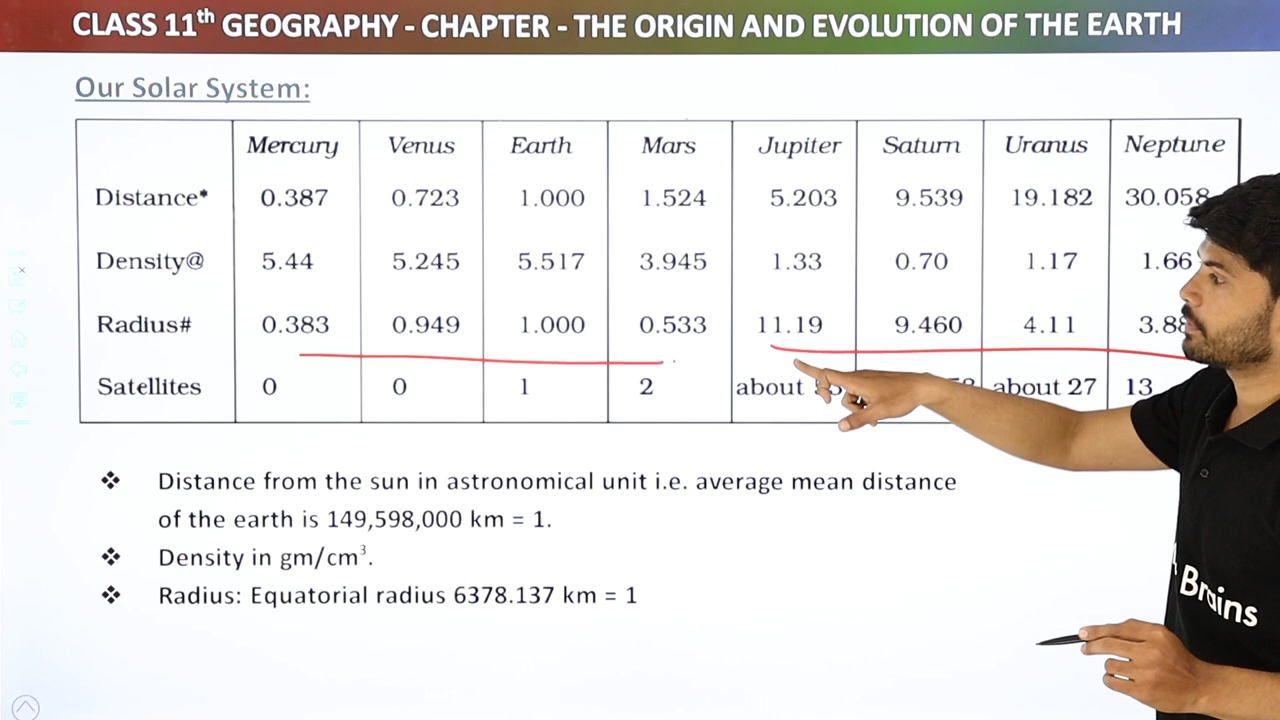 CLASS 11th GEOGRAPHY - CHAPTER - THE ORIGIN AND EVOLUTION OF THE EARTH
Our Solar System:
Mercury Venus Earth Mars Jupiter Saturn Uranus Neptune
Distance* 0.387 0.723 1.000 1.524 5.203 9.539 19.182 30.058
Density@ 5.44 5.245 5.517 3.945 1.33 0.70 1.17 1.66
Radius# 0.383 0.949 1.000 0.533 11.19 9.460 4.11
Satellites 0 0 1 2 about about 27 13
❖ Distance from the sun in astronomical unit i.e. average mean distance
of the earth is 149,598,000 km = 1.
❖ Density in gm/cm³.
❖ Radius: Equatorial radius 6378.137 km = 1
Brains